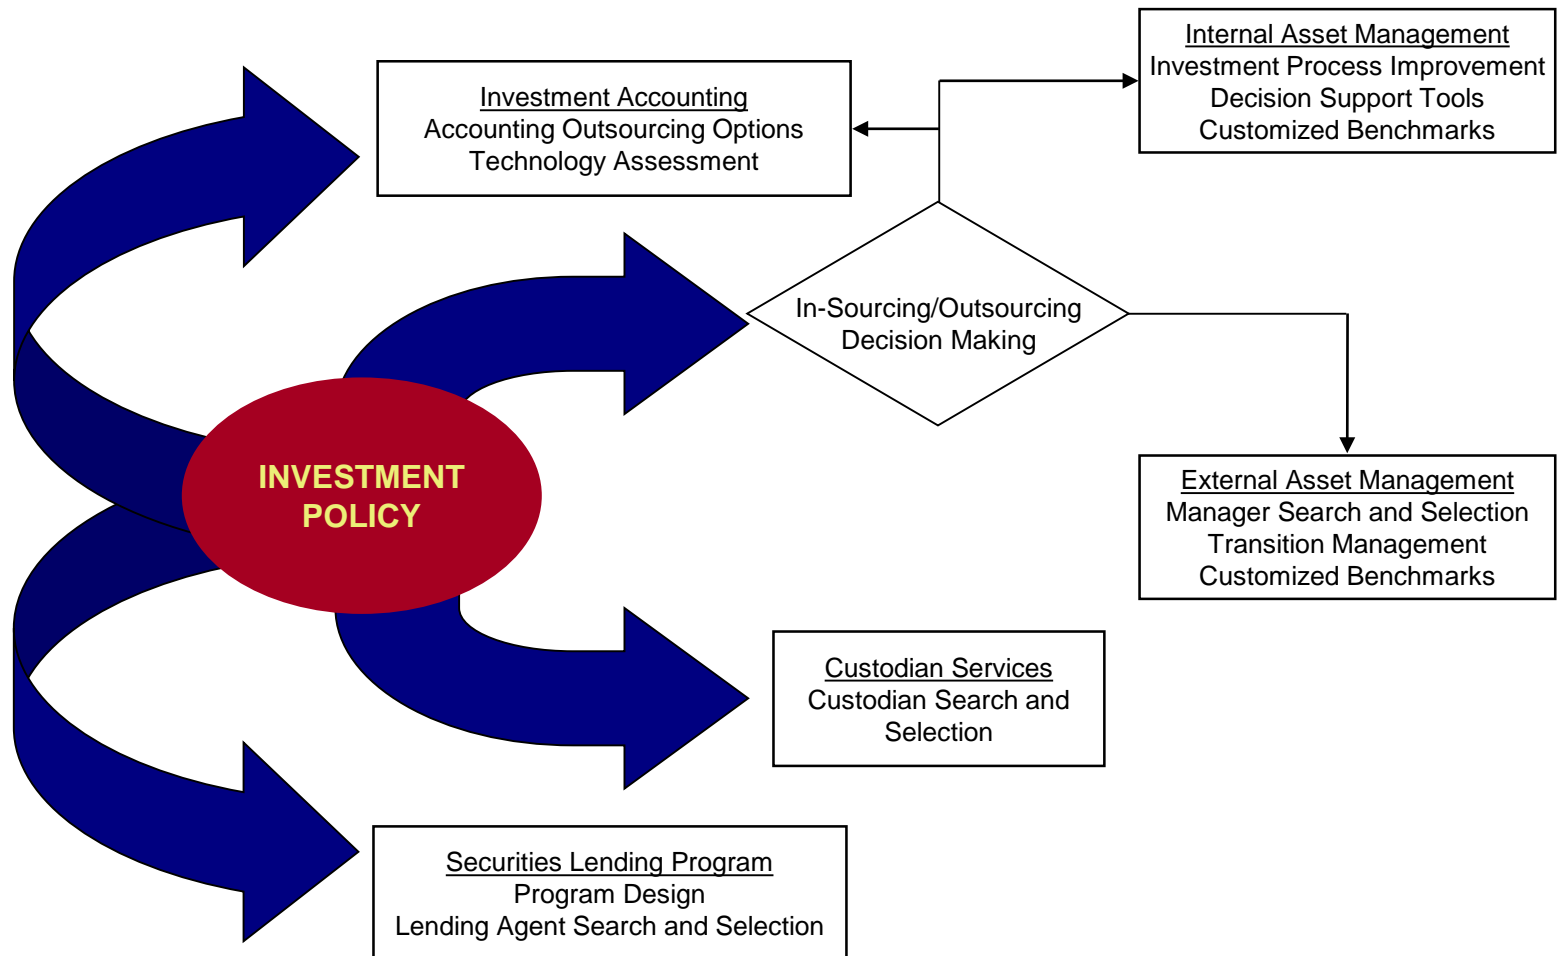 Internal Asset Management
Investment Process Improvement
Decision Support Tools
Customized Benchmarks
Investment Accounting
Accounting Outsourcing Options
Technology Assessment
In-Sourcing/Outsourcing
Decision Making
INVESTMENT
POLICY
External Asset Management
Manager Search and Selection
Transition Management
Customized Benchmarks
Custodian Services
Custodian Search and
Selection
Securities Lending Program
Program Design
Lending Agent Search and Selection